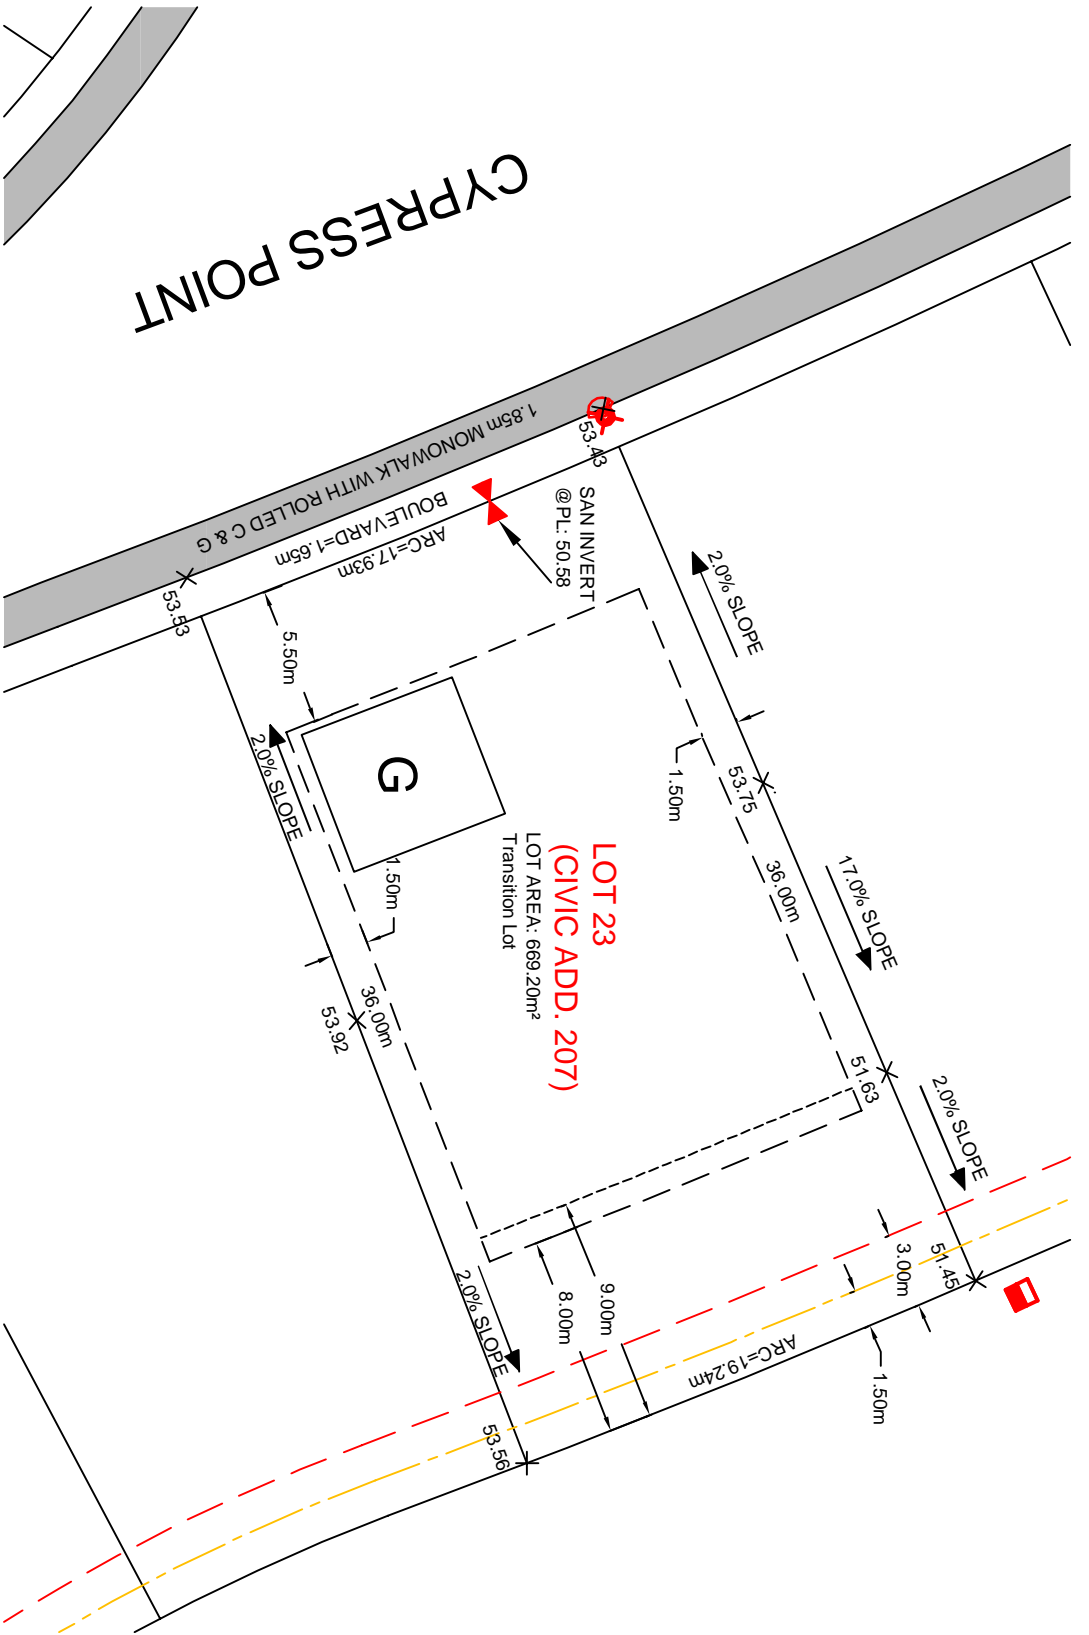 CYPRESS POINT
1.85m MONOWALK WITH ROLLED C & G
BOULEVARD=1.65m
ARC=17.93m
53.43
53.53
SAN INVERT
@PL: 50.58
5.50m
2.0% SLOPE
2.0% SLOPE
G
1.50m
53.75
1.50m
LOT 23
(CIVIC ADD. 207)
LOT AREA: 669.20m²
Transition Lot
36.00m
17.0% SLOPE
36.00m
53.92
51.63
2.0% SLOPE
2.0% SLOPE
3.00m
51.45
9.00m
8.00m
ARC=19.24m
1.50m
53.56